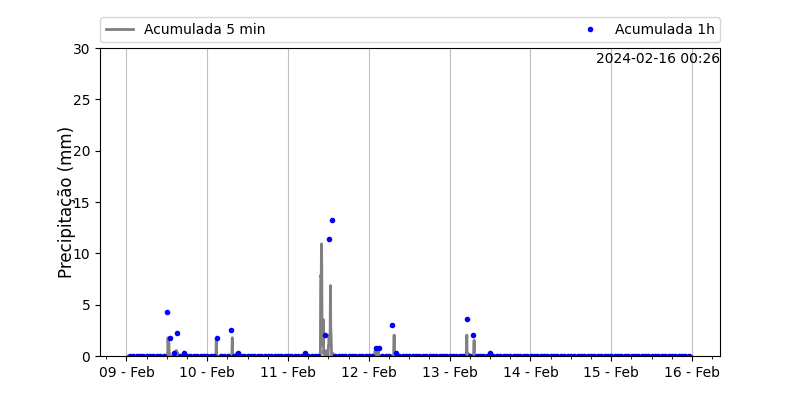 Acumulada 5 min
Acumulada 1h
2024-02-16 00:26
Precipitação (mm)
30
25
20
15
10
5
0
09 - Feb
10 - Feb
11 - Feb
12 - Feb
13 - Feb
14 - Feb
15 - Feb
16 - Feb